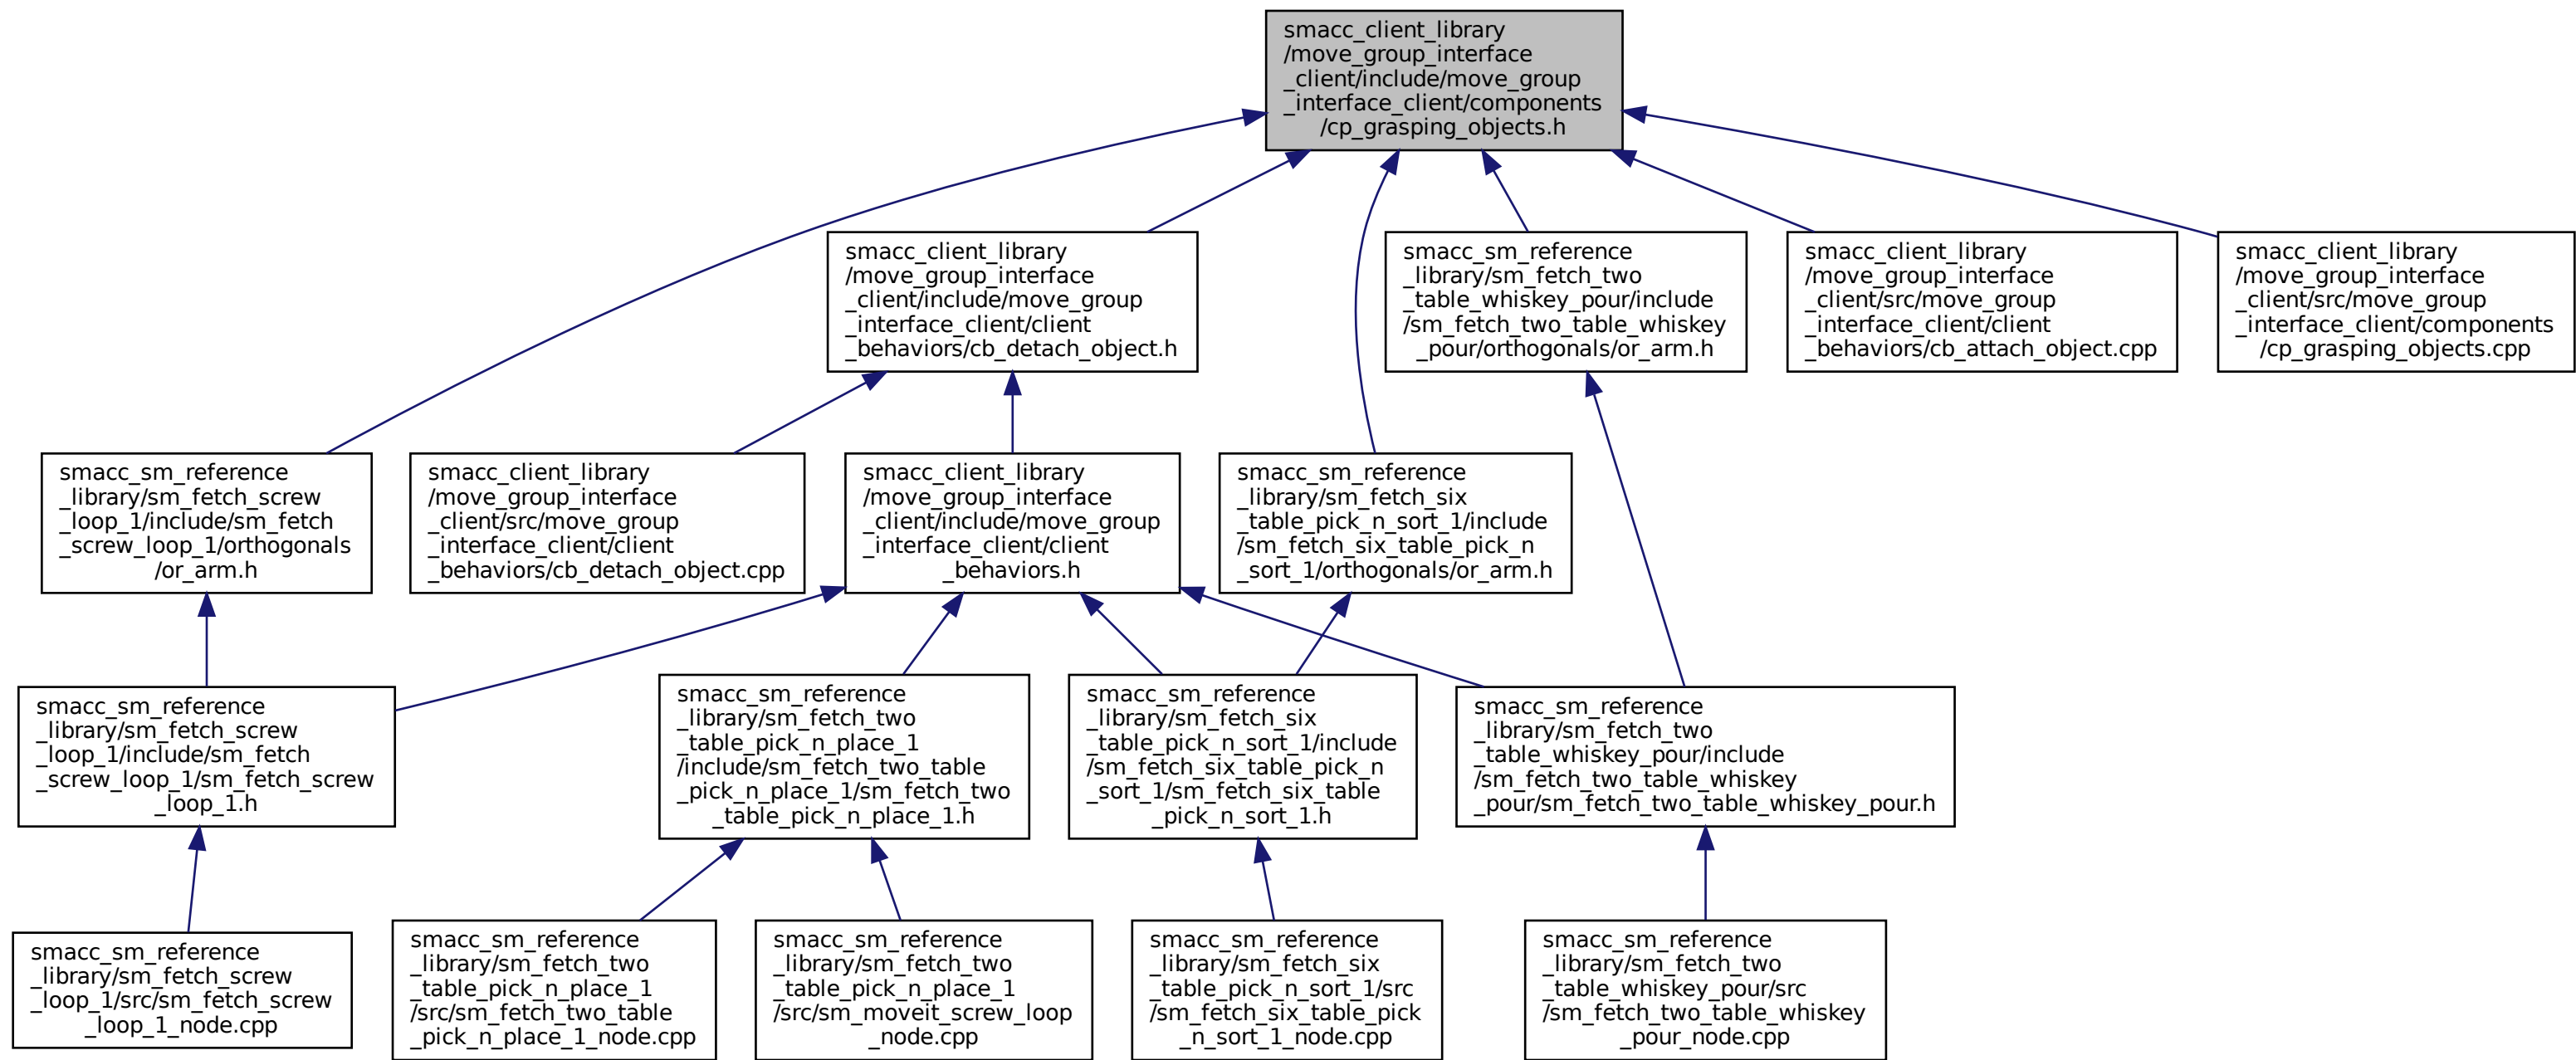 smacc_client_library
/move_group_interface
_client/include/move_group
_interface_client/components
/cp_grasping_objects.h
smacc_client_library
/move_group_interface
_client/include/move_group
_interface_client/client
_behaviors/cb_detach_object.h
smacc_sm_reference
_library/sm_fetch_two
_table_whiskey_pour/include
/sm_fetch_two_table_whiskey
_pour/orthogonals/or_arm.h
smacc_client_library
/move_group_interface
_client/src/move_group
_interface_client/client
_behaviors/cb_attach_object.cpp
smacc_client_library
/move_group_interface
_client/src/move_group
_interface_client/components
/cp_grasping_objects.cpp
smacc_sm_reference
_library/sm_fetch_screw
_loop_1/include/sm_fetch
_screw_loop_1/orthogonals
/or_arm.h
smacc_client_library
/move_group_interface
_client/src/move_group
_interface_client/client
_behaviors/cb_detach_object.cpp
smacc_client_library
/move_group_interface
_client/include/move_group
_interface_client/client
_behaviors.h
smacc_sm_reference
_library/sm_fetch_six
_table_pick_n_sort_1/include
/sm_fetch_six_table_pick_n
_sort_1/orthogonals/or_arm.h
smacc_sm_reference
_library/sm_fetch_screw
_loop_1/include/sm_fetch
_screw_loop_1/sm_fetch_screw
_loop_1.h
smacc_sm_reference
_library/sm_fetch_two
_table_pick_n_place_1
/include/sm_fetch_two_table
_pick_n_place_1/sm_fetch_two
_table_pick_n_place_1.h
smacc_sm_reference
_library/sm_fetch_six
_table_pick_n_sort_1/include
/sm_fetch_six_table_pick_n
_sort_1/sm_fetch_six_table
_pick_n_sort_1.h
smacc_sm_reference
_library/sm_fetch_two
_table_whiskey_pour/include
/sm_fetch_two_table_whiskey
_pour/sm_fetch_two_table_whiskey_pour.h
smacc_sm_reference
_library/sm_fetch_screw
_loop_1/src/sm_fetch_screw
_loop_1_node.cpp
smacc_sm_reference
_library/sm_fetch_two
_table_pick_n_place_1
/src/sm_fetch_two_table
_pick_n_place_1_node.cpp
smacc_sm_reference
_library/sm_fetch_two
_table_pick_n_place_1
/src/sm_moveit_screw_loop
_node.cpp
smacc_sm_reference
_library/sm_fetch_six
_table_pick_n_sort_1/src
/sm_fetch_six_table_pick
_n_sort_1_node.cpp
smacc_sm_reference
_library/sm_fetch_two
_table_whiskey_pour/src
/sm_fetch_two_table_whiskey
_pour_node.cpp